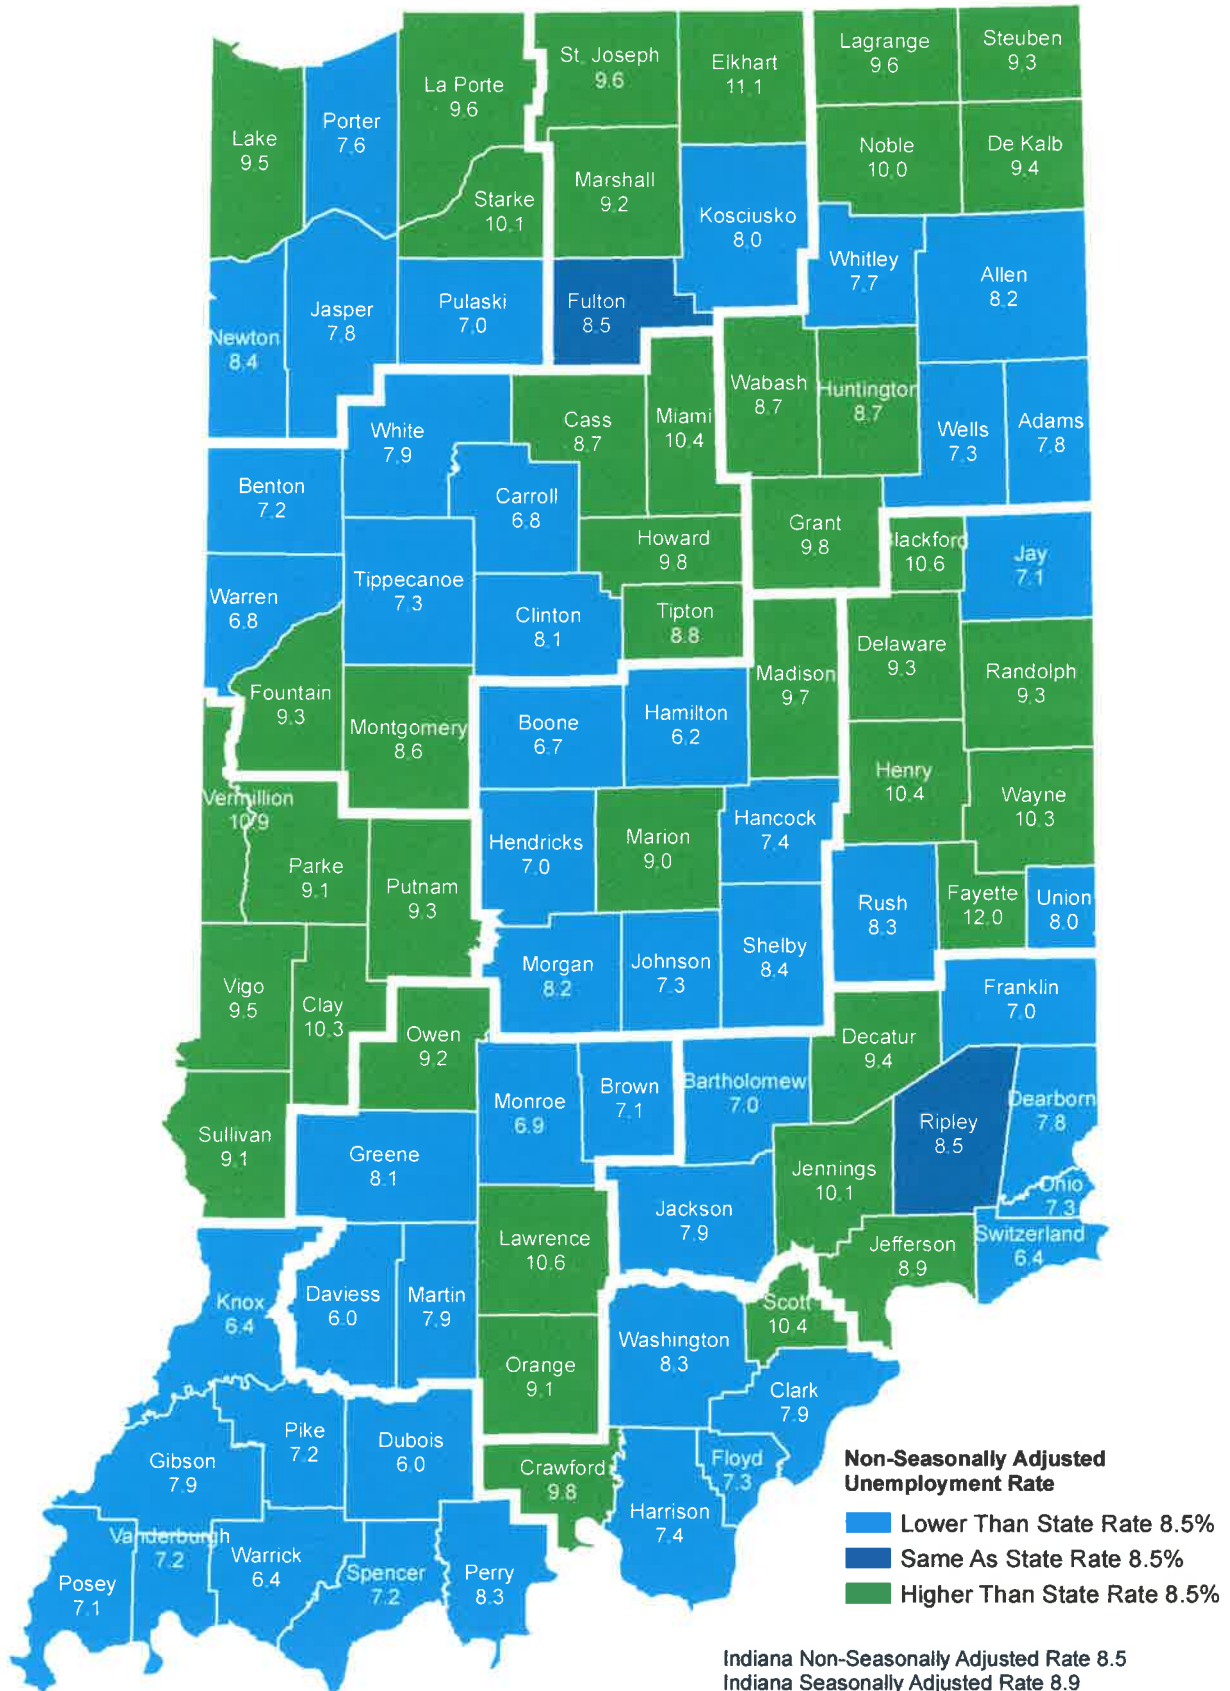 Lake
9.5
Porter
7.6
La Porte
9.6
St. Joseph
9.6
Elkhart
11.1
Lagrange
9.6
Steuben
9.3
Starke
10.1
Marshall
9.2
Kosciusko
8.0
Noble
10.0
De Kalb
9.4
Newton
8.4
Jasper
7.8
Pulaski
7.0
Fulton
8.5
Whitley
7.7
Allen
8.2
White
7.9
Cass
8.7
Miami
10.4
Wabash
8.7
Huntington
8.7
Wells
7.3
Adams
7.8
Benton
7.2
Carroll
6.8
Howard
9.8
Grant
9.8
lackford
10.6
Jay
7.1
Warren
6.8
Tippecanoe
7.3
Clinton
8.1
Tipton
8.8
Madison
9.7
Delaware
9.3
Randolph
9.3
Fountain
9.3
Montgomery
8.6
Boone
6.7
Hamilton
6.2
Henry
10.4
Wayne
10.3
Vermillion
10.9
Parke
9.1
Putnam
9.3
Hendricks
7.0
Marion
9.0
Hancock
7.4
Rush
8.3
Fayette
12.0
Union
8.0
Vigo
9.5
Clay
10.3
Owen
9.2
Morgan
8.2
Johnson
7.3
Shelby
8.4
Franklin
7.0
Decatur
9.4
Sullivan
9.1
Greene
8.1
Monroe
6.9
Brown
7.1
Bartholomew
7.0
Ripley
8.5
Dearborn
7.8
Jennings
10.1
Ohio
7.3
Jackson
7.9
Lawrence
10.6
Jefferson
8.9
Switzerland
6.4
Knox
6.4
Daviess
6.0
Martin
7.9
Scott
10.4
Washington
8.3
Orange
9.1
Clark
7.9
Gibson
7.9
Pike
7.2
Dubois
6.0
Crawford
9.8
Floyd
7.3
Harrison
7.4
Posey
7.1
Vanderburgh
7.2
Warrick
6.4
Spencer
7.2
Perry
8.3
Non-Seasonally Adjusted
Unemployment Rate
Lower Than State Rate 8.5%
Same As State Rate 8.5%
Higher Than State Rate 8.5%
Indiana Non-Seasonally Adjusted Rate 8.5
Indiana Seasonally Adjusted Rate 8.9